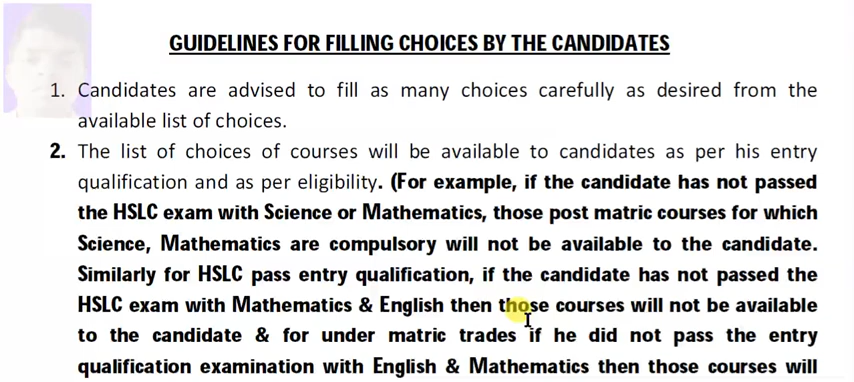 GUIDELINES FOR FILLING CHOICES BY THE CANDIDATES
1. Candidates are advised to fill as many choices carefully as desired from the
available list of choices.
2. The list of choices of courses will be available to candidates as per his entry
qualification and as per eligibility. (For example, if the candidate has not passed
the HSLC exam with Science or Mathematics, those post matric courses for which
Science, Mathematics are compulsory will not be available to the candidate.
Similarly for HSLC pass entry qualification, if the candidate has not passed the
HSLC exam with Mathematics & English then those courses will not be available
to the candidate & for under matric trades if he did not pass the entry
qualification examination with English & Mathematics then those courses will